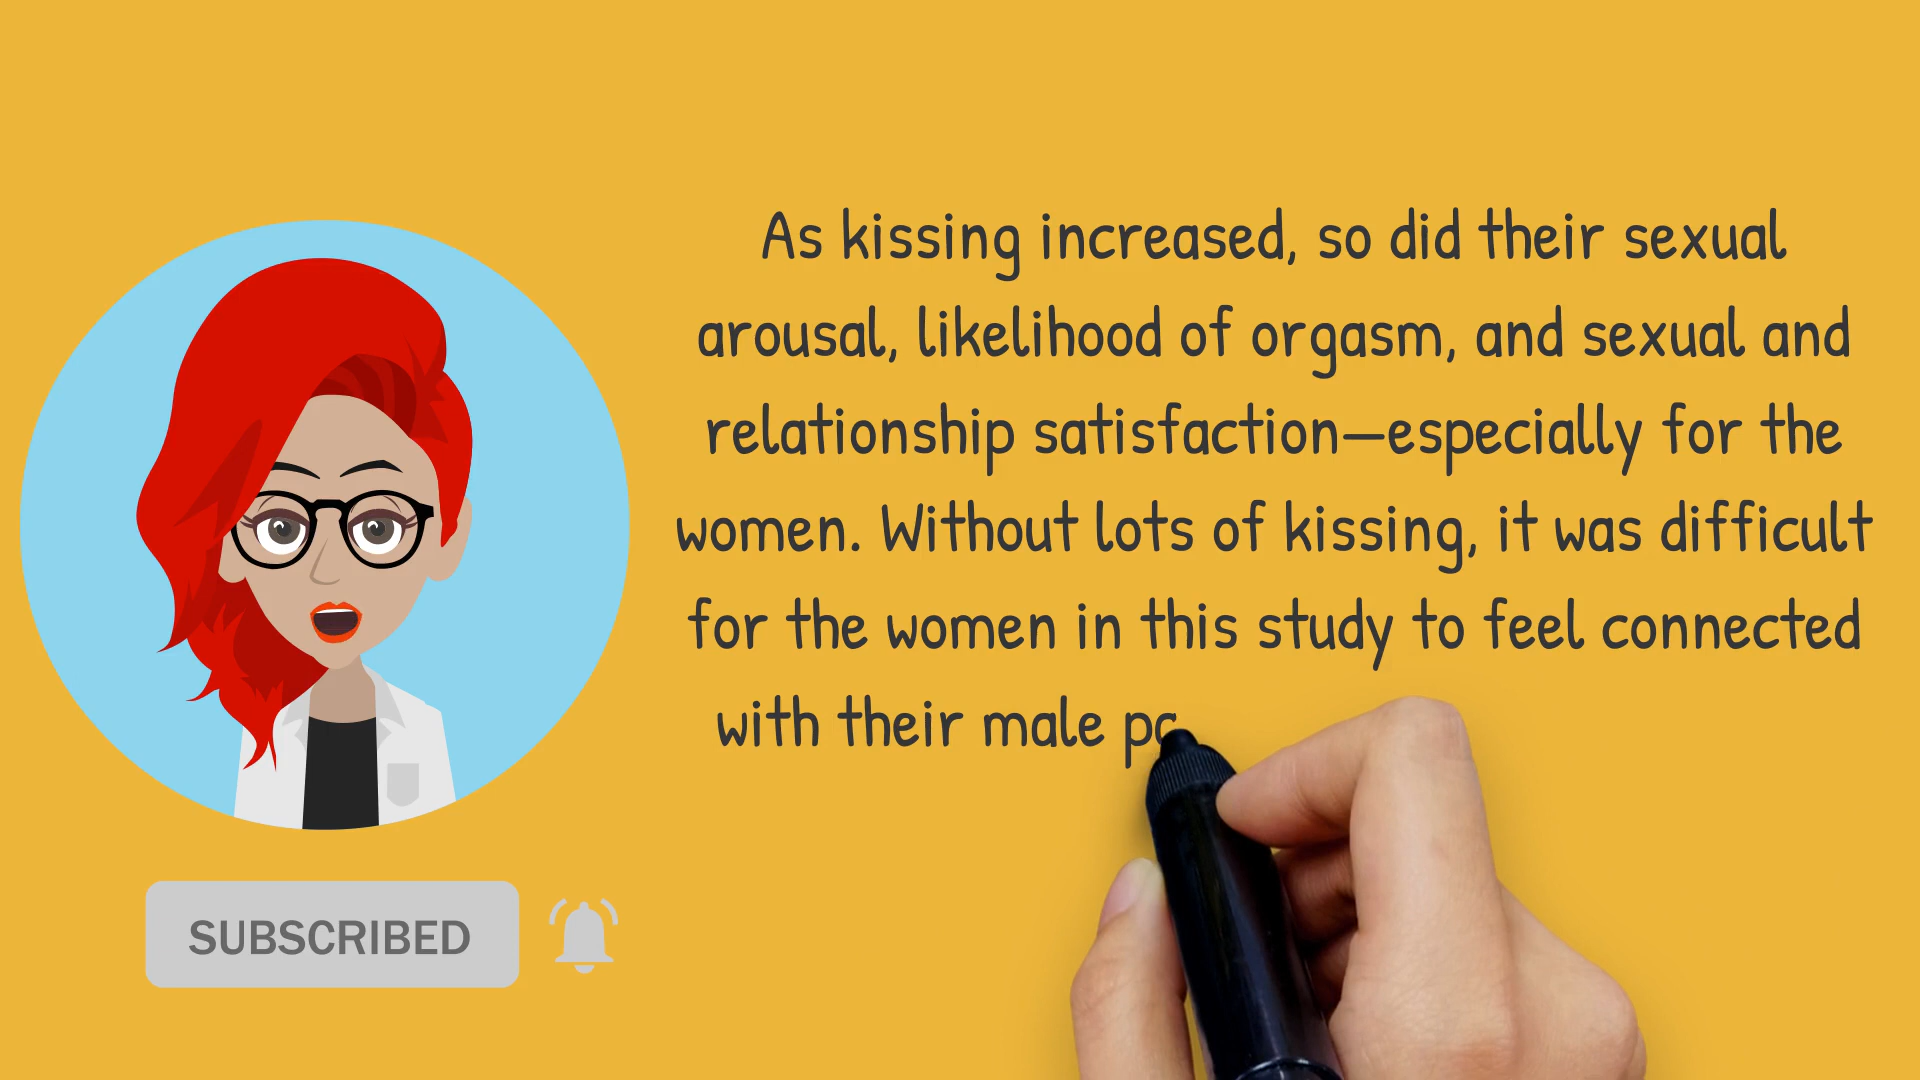 As kissing increased, so did their sexual
arousal, likelihood of orgasm, and sexual and
relationship satisfaction—especially for the
women. Without lots of kissing, it was difficult
for the women in this study to feel connected
with their male
SUBSCRIBED